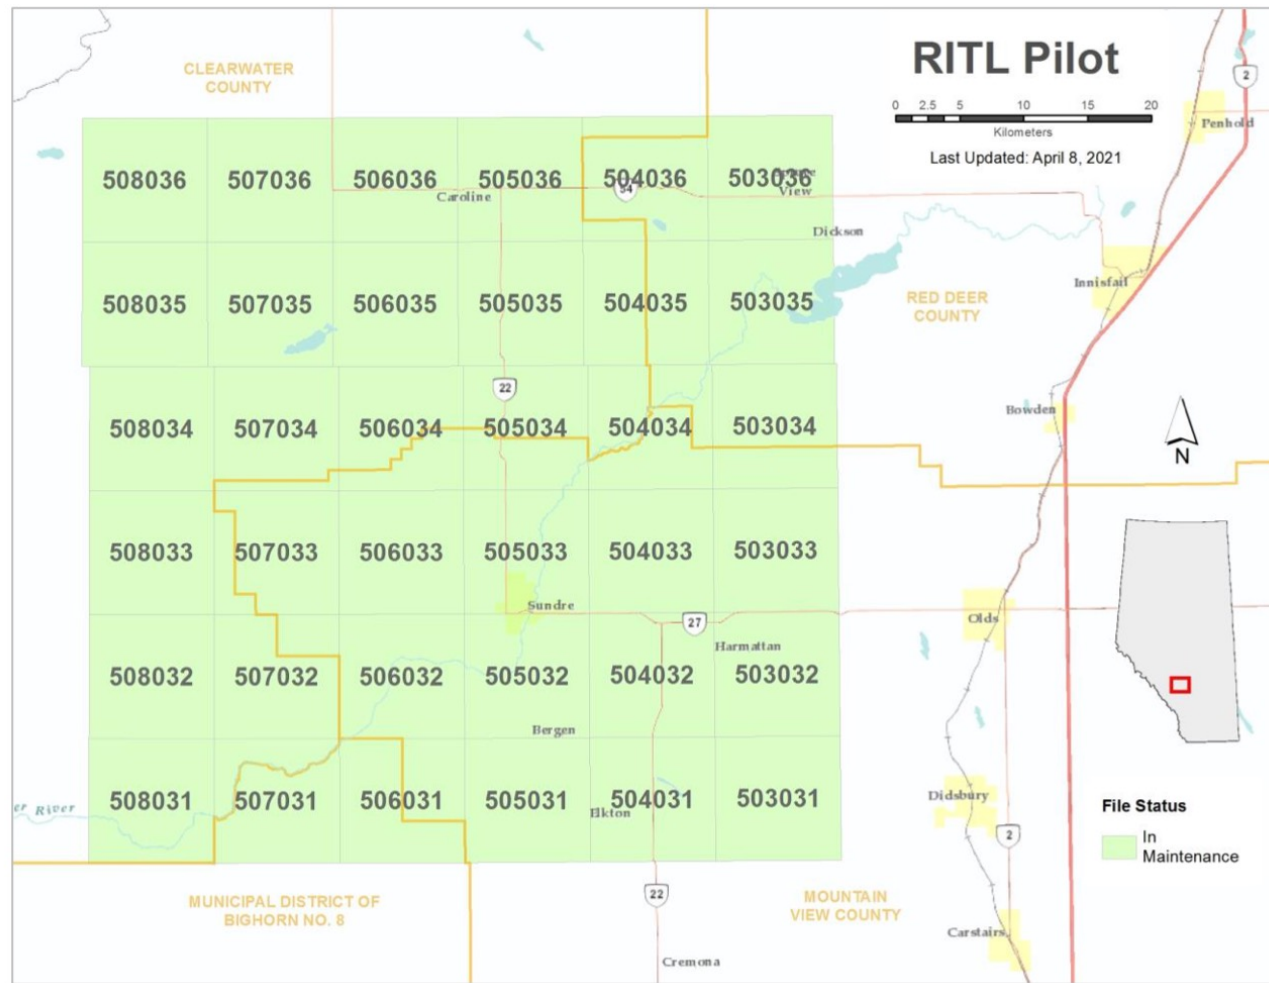 RITL Pilot
0 2.5 5 10 15 20
Kilometers
Last Updated: April 8, 2021
CLEARWATER
COUNTY
2
Penhold
508036 507036 506036 505036 504036 503036
54
Caroline
View
Dickson
Innisfail
508035 507035 506035 505035 504035 503035
RED DEER
COUNTY
22
Bowden
508034 507034 506034 505034 504034 503034
N
508033 507033 506033 505033 504033 503033
Sundre
27
Olds
Harmattan
508032 507032 506032 505032 504032 503032
Bergen
508031 507031 506031 505031 504031 503031
er River
Elkton
Didsbury
2
File Status
In
Maintenance
MUNICIPAL DISTRICT OF
BIGHORN NO. 8
22
MOUNTAIN
VIEW COUNTY
Carstairs
Cremona